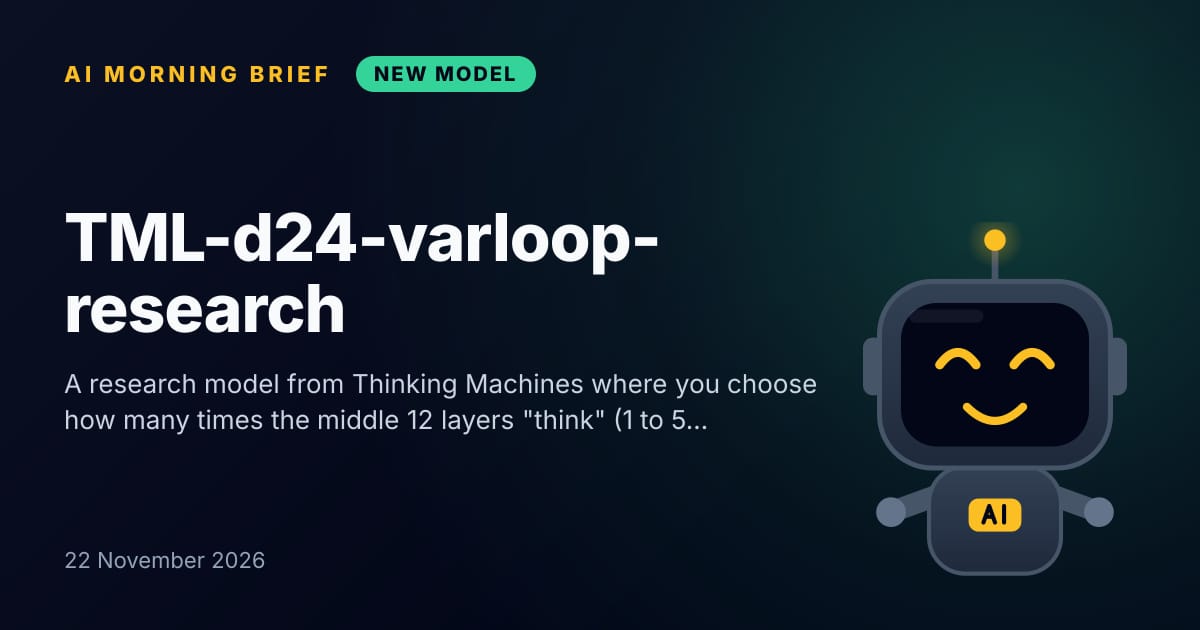 AI MORNING BRIEF
NEW MODEL
TML-d24-varloop-
research
A research model from Thinking Machines where you choose
how many times the middle 12 layers "think" (1 to 5...
AI
22 November 2026